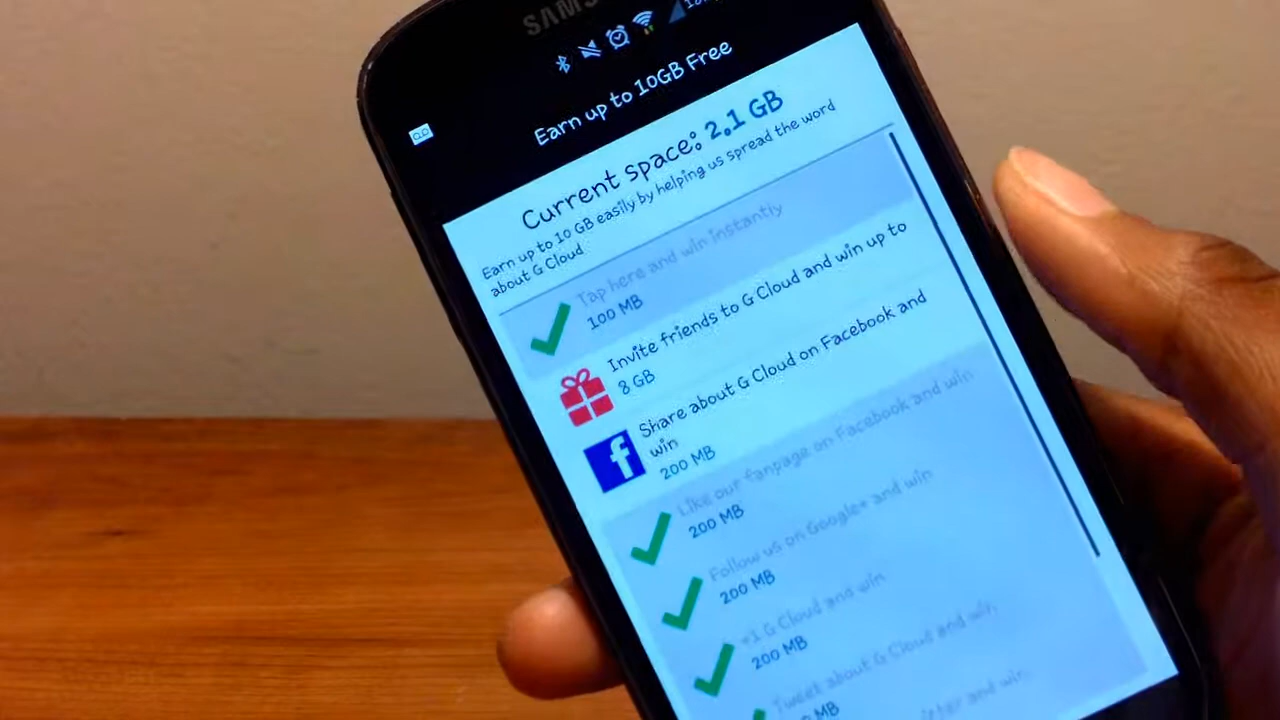 SAMS
Earn up to 10GB Free
Current space: 2.1 GB
Earn up to 10 GB easily by helping us spread the word
about G Cloud
Tap here and win instantly
100 MB
Invite friends to G Cloud and win up to
8 GB
Share about G Cloud on Facebook and
win
200 MB
Like our fanpage on Facebook and win
200 MB
Follow us on Google+ and win
200 MB
+1 G Cloud and win
200 MB
Tweet about G Cloud and win
MB
and win